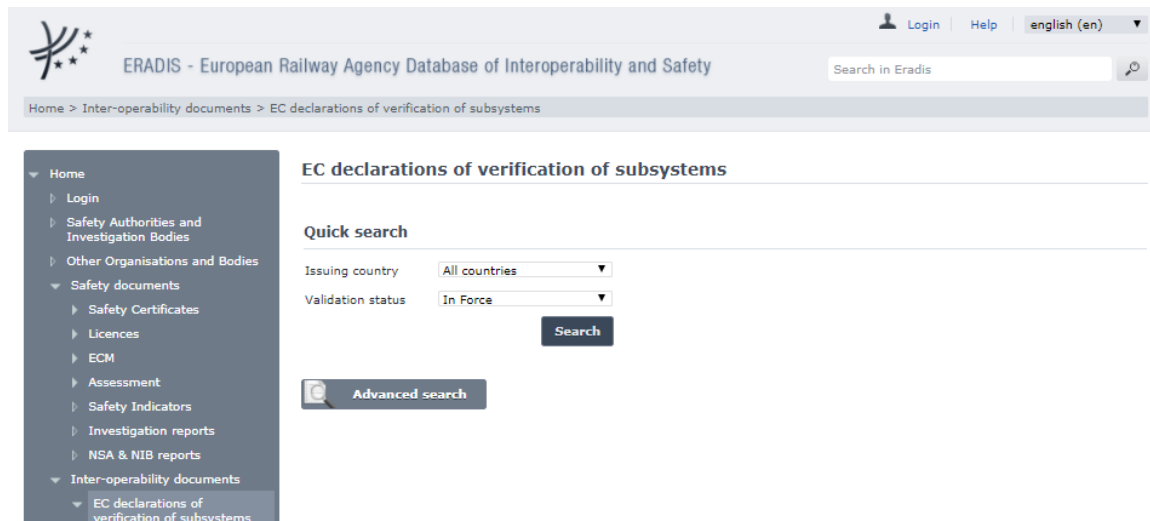 Login
Help
english (en)
ERADIS - European Railway Agency Database of Interoperability and Safety
Search in Eradis
Home > Inter-operability documents > EC declarations of verification of subsystems
Home
Login
Safety Authorities and
Investigation Bodies
Other Organisations and Bodies
Safety documents
Safety Certificates
Licences
ECM
Assessment
Safety Indicators
Investigation reports
NSA & NIB reports
Inter-operability documents
EC declarations of
verification of subsystems
EC declarations of verification of subsystems
Quick search
Issuing country All countries
Validation status In Force
Search
Advanced search